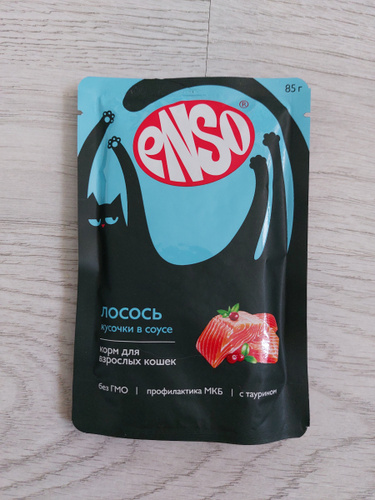 85 г
enso®
ЛОСОСЬ
кусочки в соусе
корм для
взрослых кошек
без ГМО | профилактика МКБ | с таурином